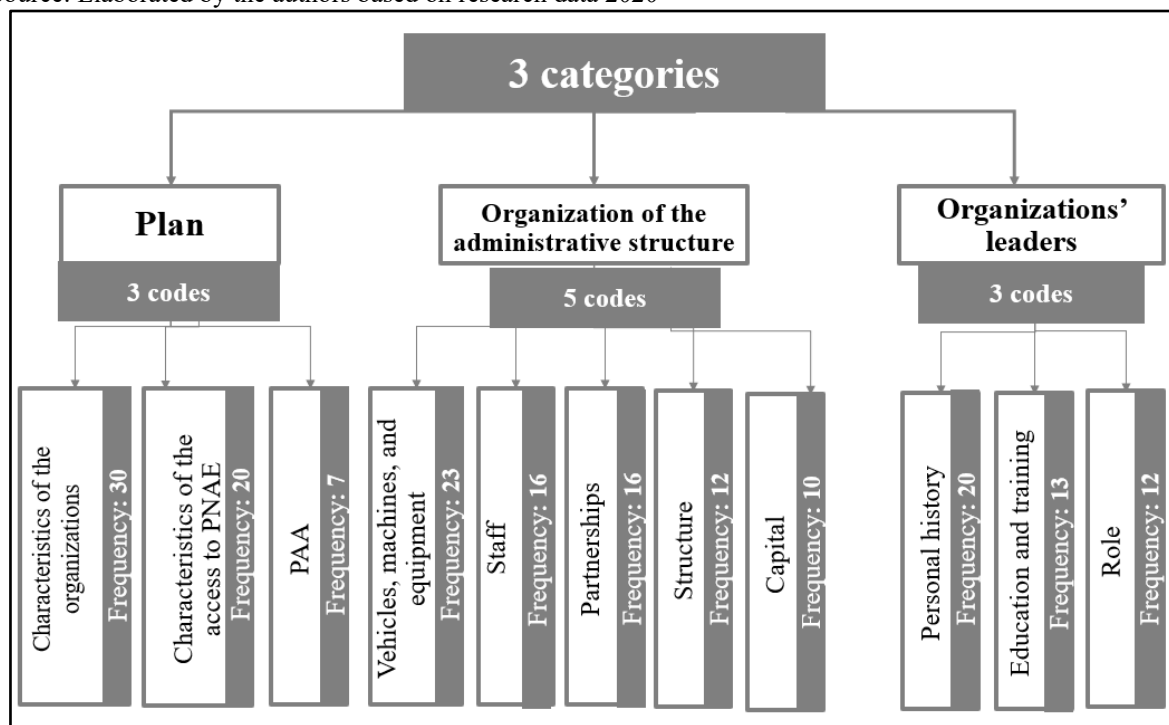 Source: Elaborated by the authors based on research data 2020
3 categories
Plan
3 codes
Organization of the
administrative structure
5 codes
Organizations’
leaders
3 codes
Characteristics of the
organizations
Frequency: 30
Characteristics of the
access to PNAE
Frequency: 20
PAA
Frequency: 7
Vehicles, machines, and
equipment
Frequency: 23
Staff
Frequency: 16
Partnerships
Frequency: 16
Structure
Frequency: 12
Capital
Frequency: 10
Personal history
Frequency: 20
Education and training
Frequency: 13
Role
Frequency: 12